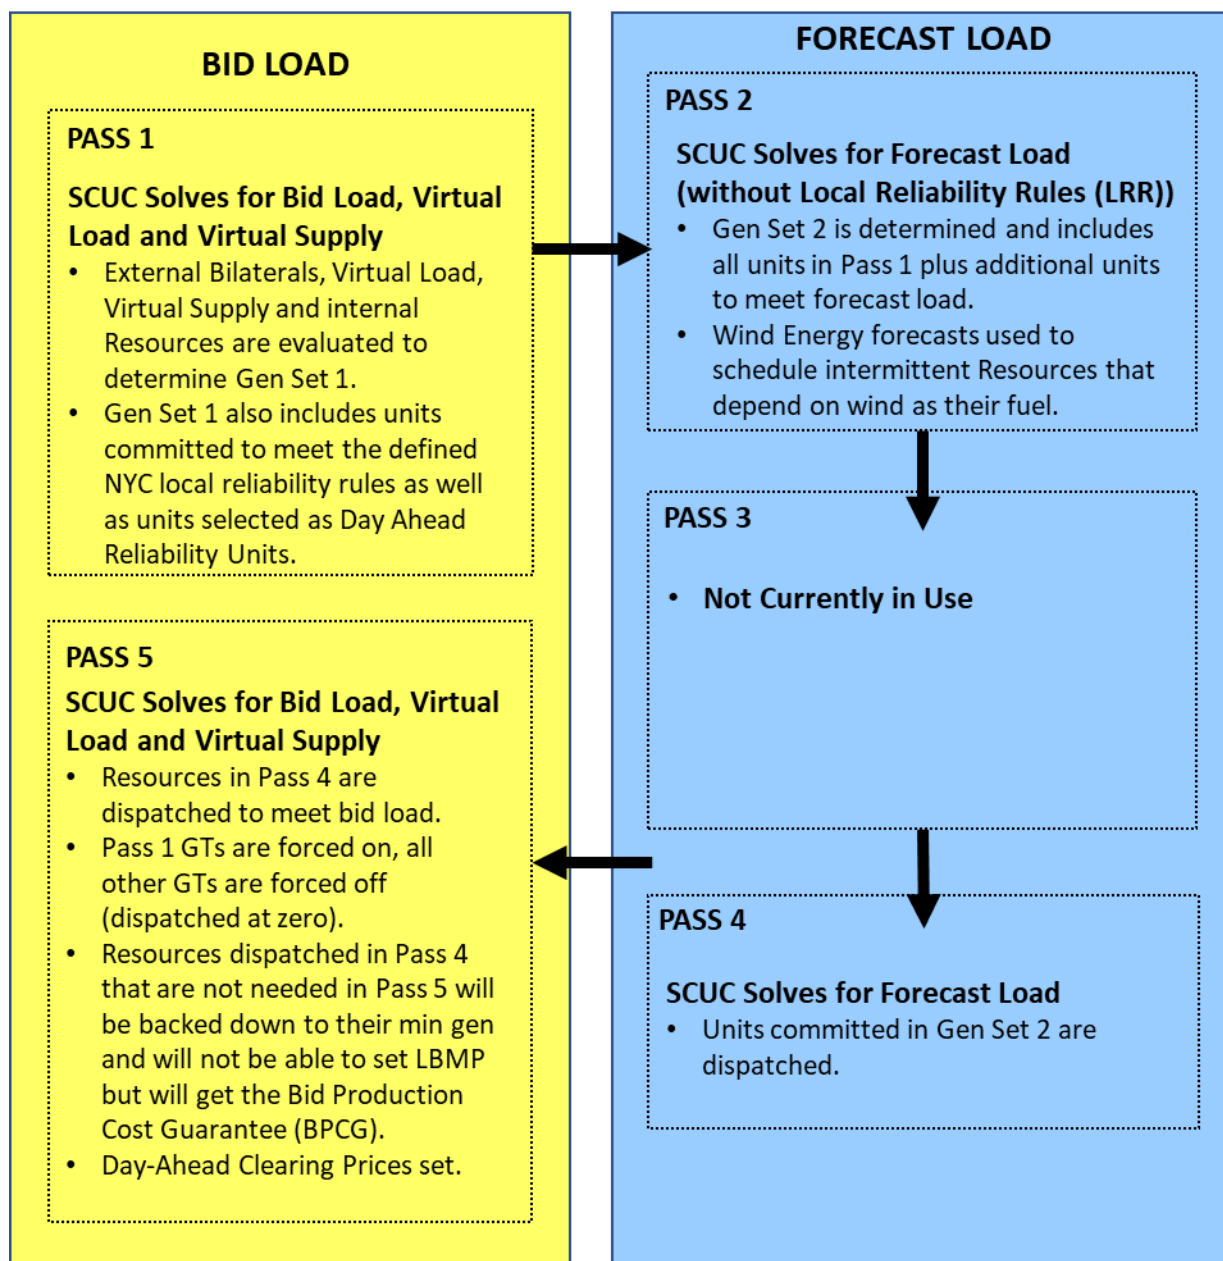 BID LOAD
PASS 1
SCUC Solves for Bid Load, Virtual
Load and Virtual Supply
• External Bilaterals, Virtual Load,
Virtual Supply and internal
Resources are evaluated to
determine Gen Set 1.
• Gen Set 1 also includes units
committed to meet the defined
NYC local reliability rules as well
as units selected as Day Ahead
Reliability Units.
FORECAST LOAD
PASS 2
SCUC Solves for Forecast Load
(without Local Reliability Rules (LRR))
• Gen Set 2 is determined and includes
all units in Pass 1 plus additional units
to meet forecast load.
• Wind Energy forecasts used to
schedule intermittent Resources that
depend on wind as their fuel.
PASS 3
• Not Currently in Use
PASS 4
SCUC Solves for Forecast Load
• Units committed in Gen Set 2 are
dispatched.
PASS 5
SCUC Solves for Bid Load, Virtual
Load and Virtual Supply
• Resources in Pass 4 are
dispatched to meet bid load.
• Pass 1 GTs are forced on, all
other GTs are forced off
(dispatched at zero).
• Resources dispatched in Pass 4
that are not needed in Pass 5 will
be backed down to their min gen
and will not be able to set LBMP
but will get the Bid Production
Cost Guarantee (BPCG).
• Day-Ahead Clearing Prices set.